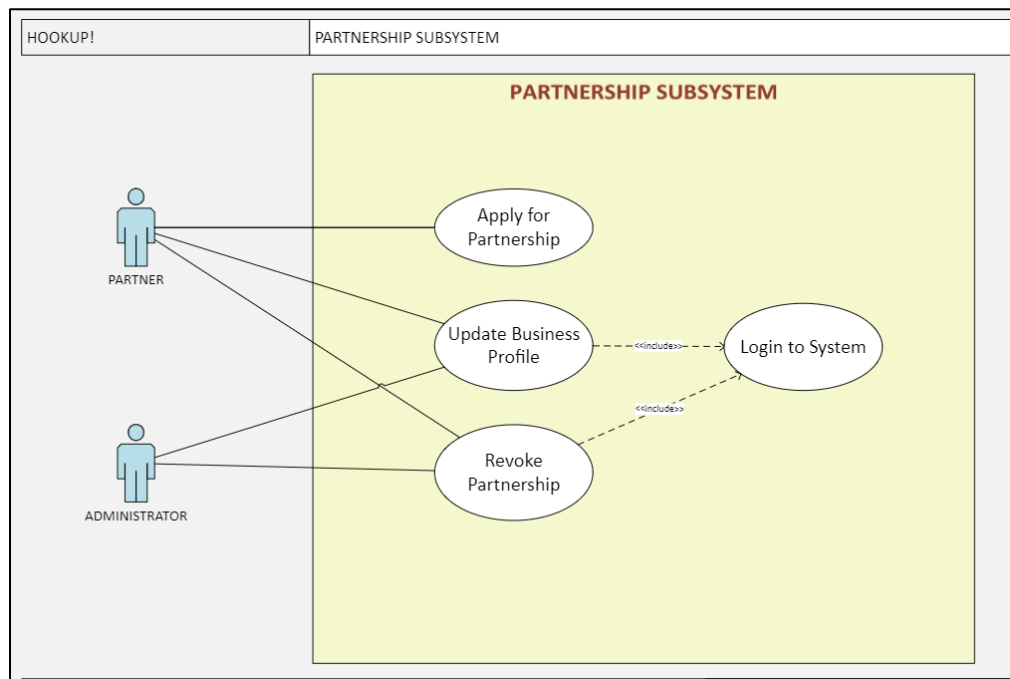 HOOKUP!
PARTNERSHIP SUBSYSTEM
PARTNERSHIP SUBSYSTEM
Apply for
Partnership
PARTNER
Update Business
Profile
<<include>>
Login to System
<<include>>
Revoke
Partnership
ADMINISTRATOR